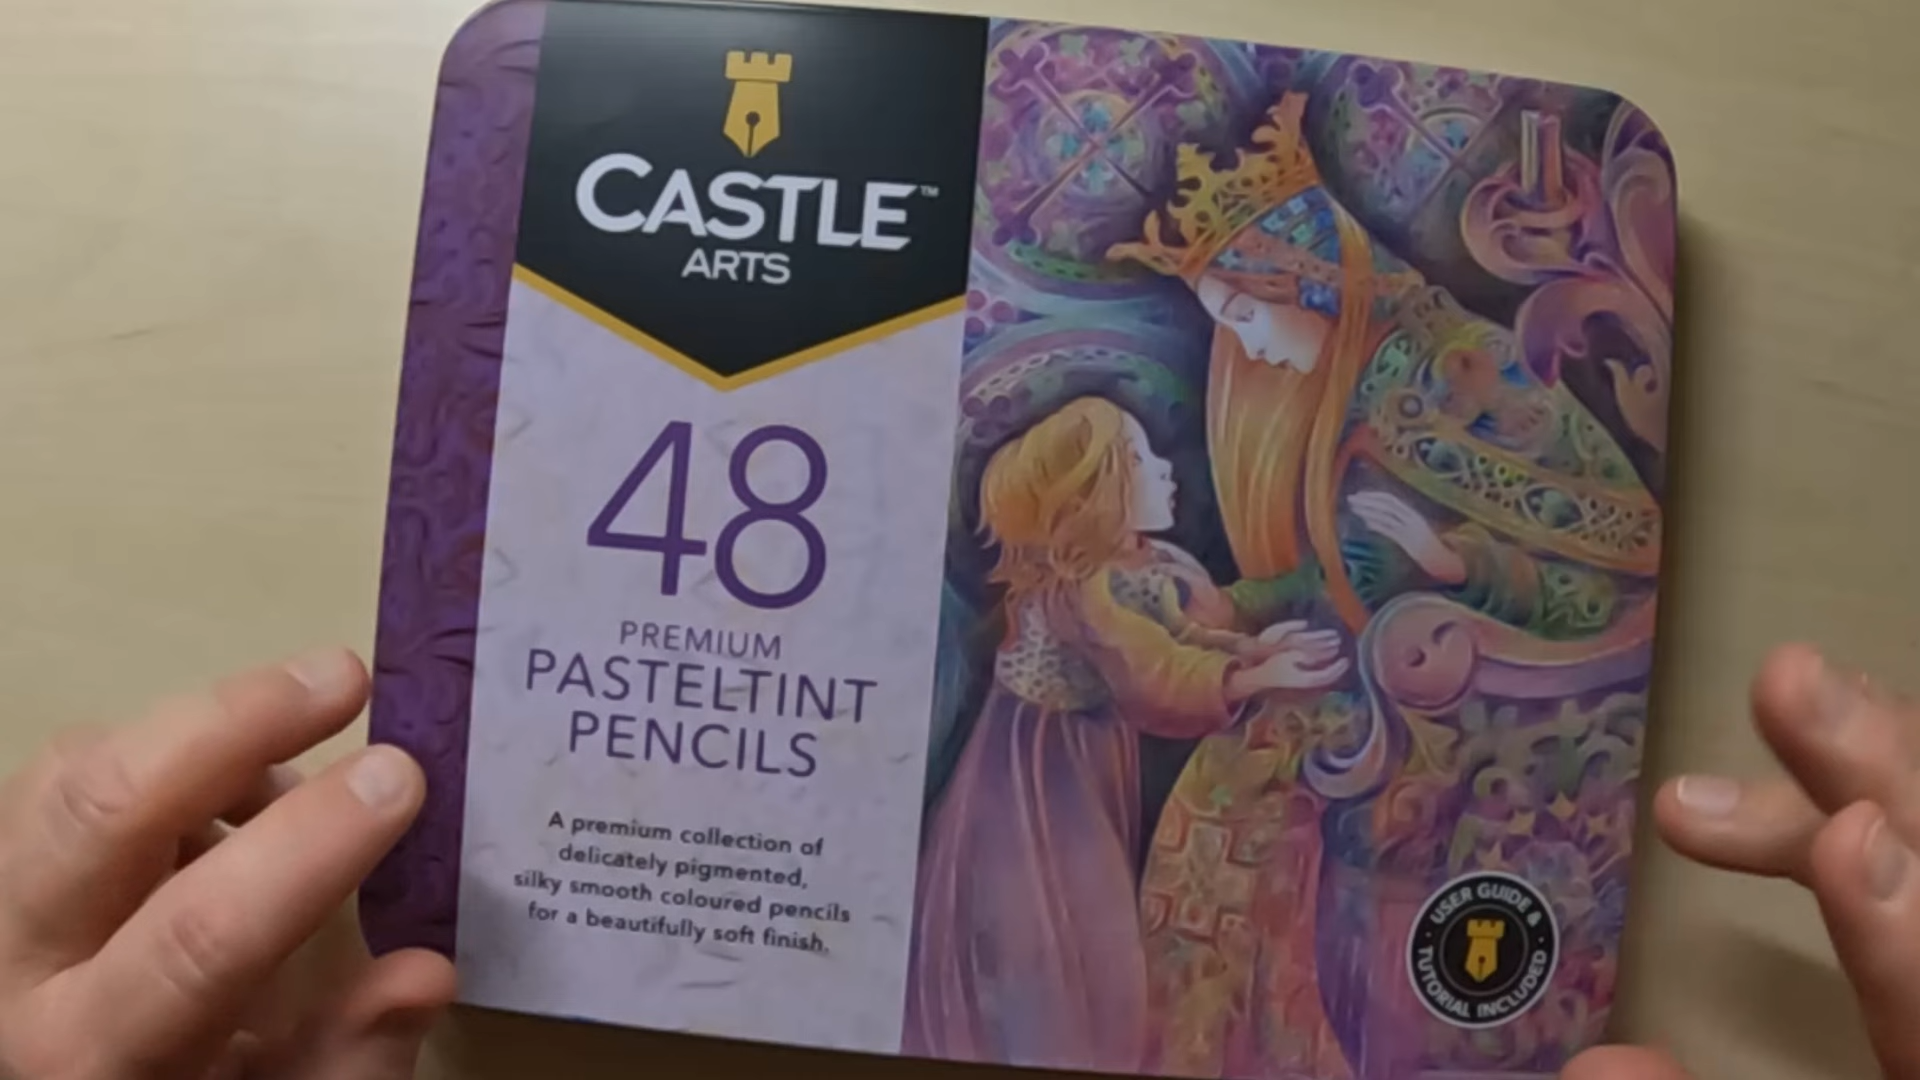 CASTLE™
ARTS
48
PREMIUM
PASTELTINT
PENCILS
A premium collection of
delicately pigmented,
silky smooth coloured pencils
for a beautifully soft finish.
USER GUIDE &
TUTORIAL INCLUDED